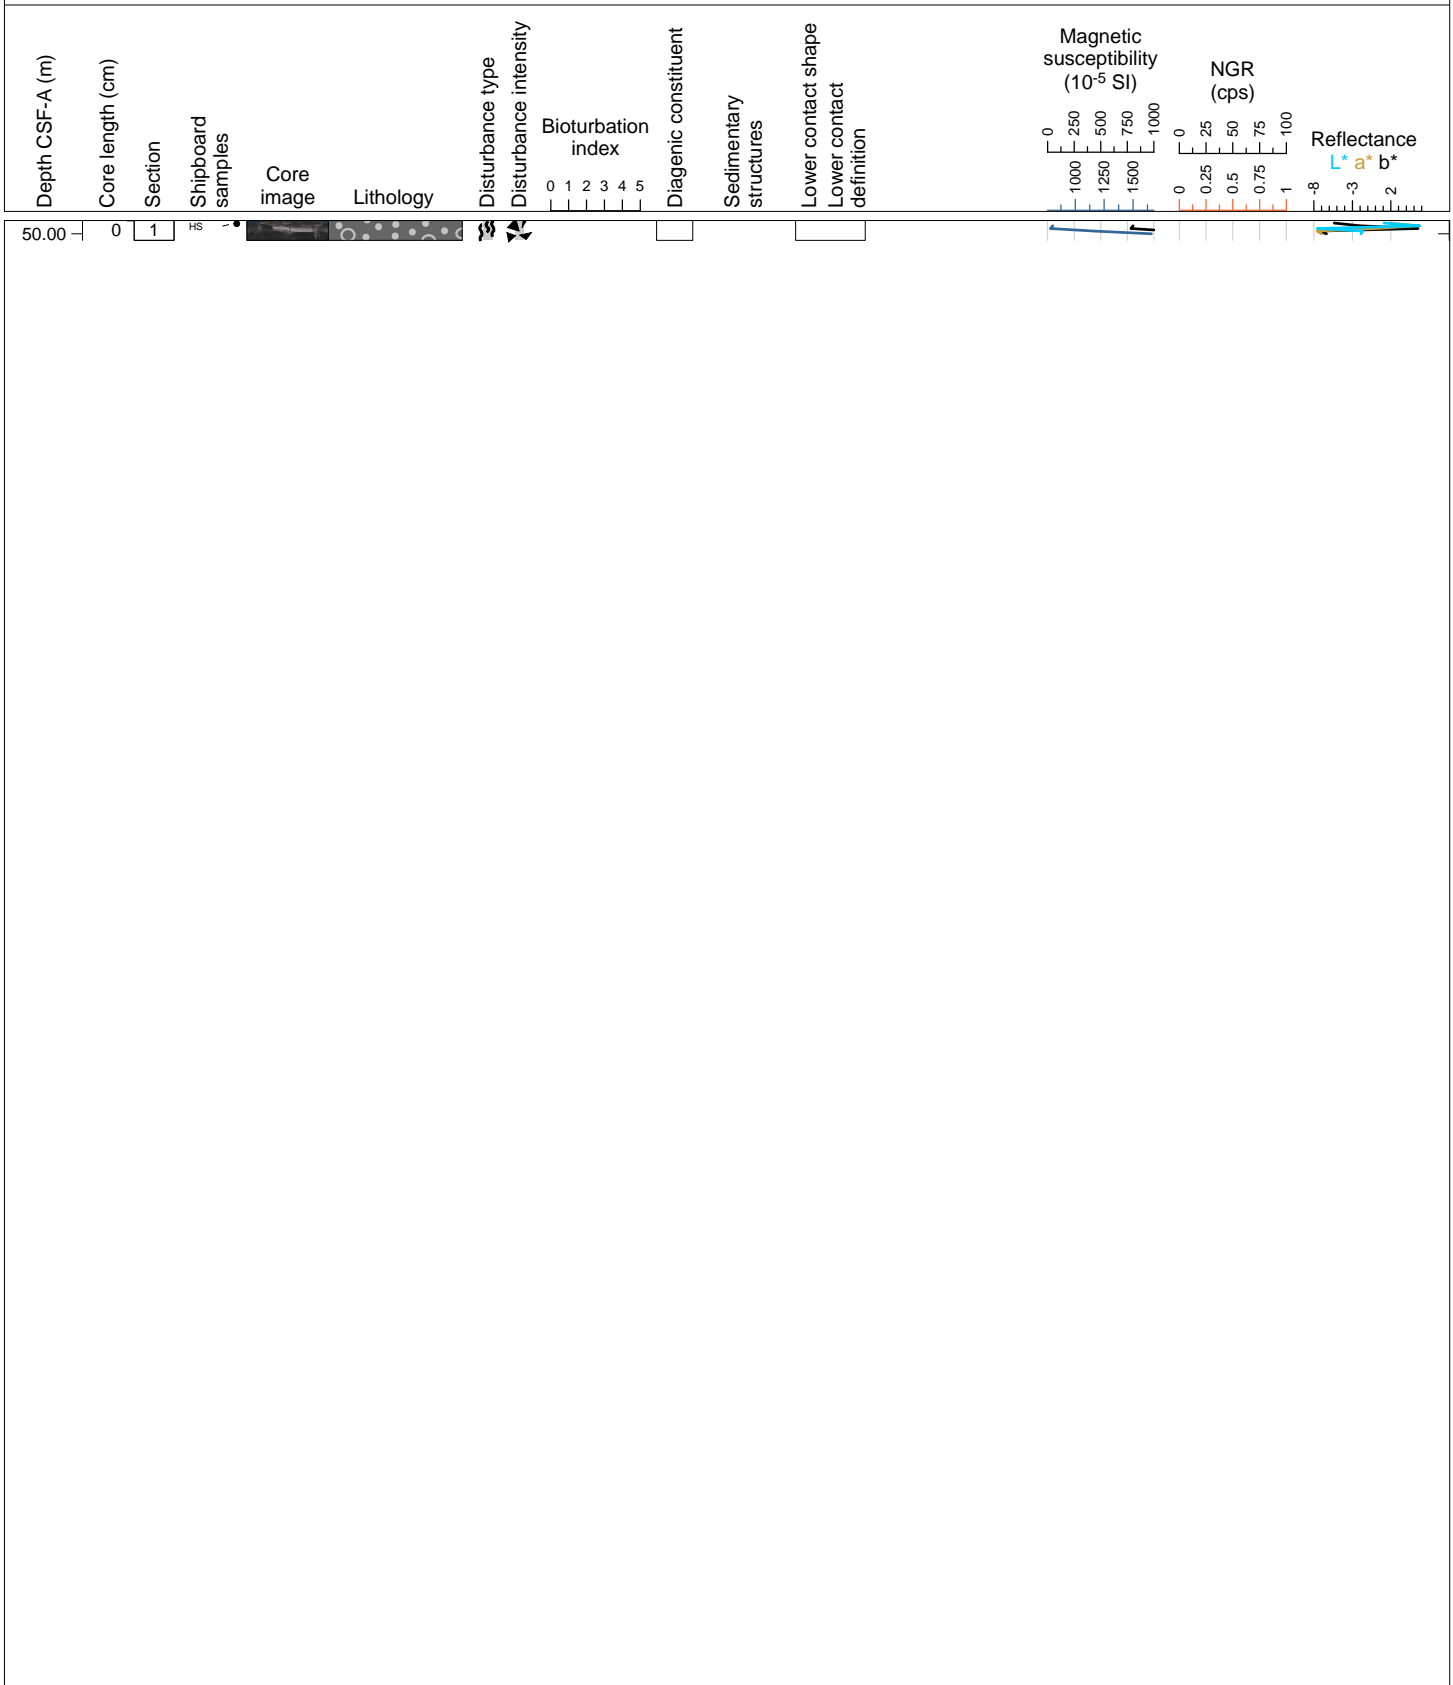 Depth CSF-A (m)
Core length (cm)
Section
Shipboard
samples
Core
image
Lithology
Disturbance type
Disturbance intensity
Bioturbation
index
0 1 2 3 4 5
Diagenic constituent
Sedimentary
structures
Lower contact shape
Lower contact
definition
Magnetic
susceptibility
(10-5 SI)
0 250 500 750 1000
1000 1250 1500
NGR
(cps)
0 25 50 75 100
0 0.25 0.5 0.75 1
Reflectance
L* a* b*
-8 -3 2
50.00
0
1
HS